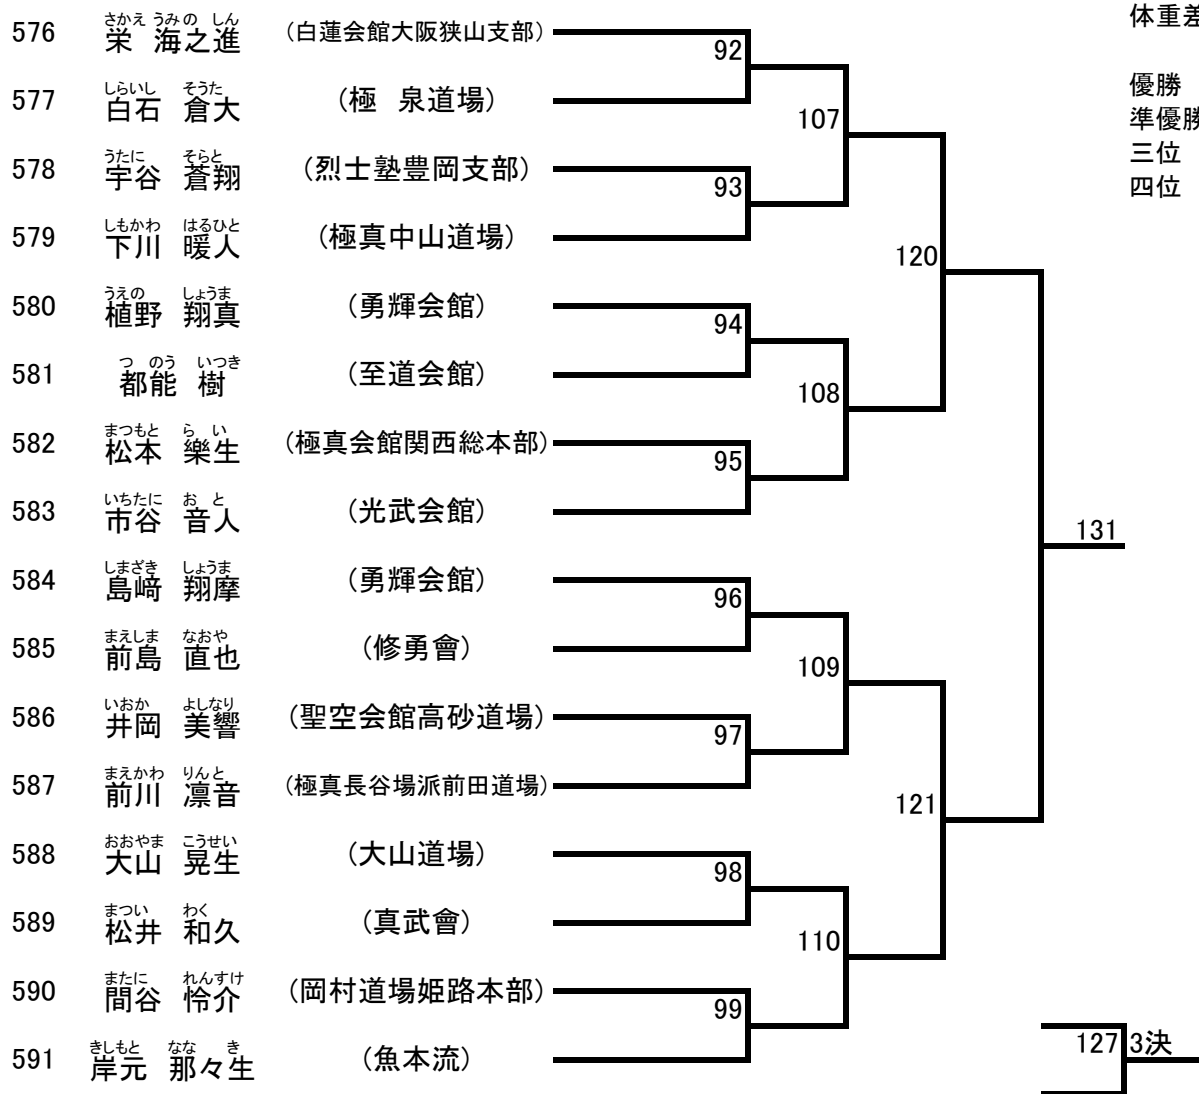 体重差
576 さかえ うみの しん 栄 海之進 (白蓮会館大阪狭山支部)
92
優勝
577 しらいし そうた 白石 倉大 (極 泉道場)
107
準優勝
三位
578 うたに そらと 宇谷 蒼翔 (烈士塾豊岡支部)
93
四位
579 しもかわ はるひと 下川 暖人 (極真中山道場)
120
580 うえの しょうま 植野 翔真 (勇輝会館)
94
581 つ のう いつき 都能 樹 (至道会館)
108
582 まつもと ら い 松本 樂生 (極真会館関西総本部)
95
583 いちたに お と 市谷 音人 (光武会館)
131
584 しまざき しょうま 島﨑 翔摩 (勇輝会館)
96
585 まえしま なおや 前島 直也 (修勇會)
109
586 いおか よしなり 井岡 美響 (聖空会館高砂道場)
97
587 まえかわ りんと 前川 凛音 (極真長谷場派前田道場)
121
588 おおやま こうせい 大山 晃生 (大山道場)
98
589 まつい わく 松井 和久 (真武會)
110
590 またに れんすけ 間谷 怜介 (岡村道場姫路本部)
99
127 3決
591 きしもと なな き 岸元 那々生 (魚本流)